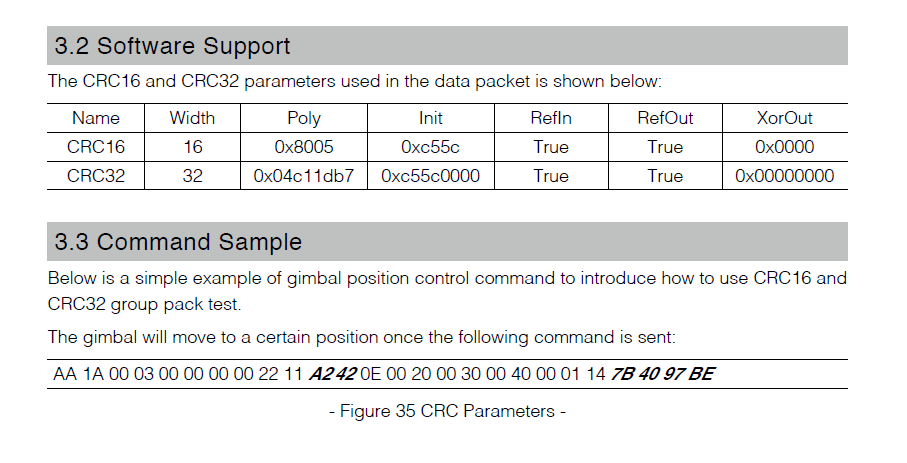 3.2 Software Support
The CRC16 and CRC32 parameters used in the data packet is shown below:
Name Width Poly Init RefIn RefOut XorOut
CRC16 16 0x8005 0xc55c True True 0x0000
CRC32 32 0x04c11db7 0xc55c0000 True True 0x00000000
3.3 Command Sample
Below is a simple example of gimbal position control command to introduce how to use CRC16 and
CRC32 group pack test.
The gimbal will move to a certain position once the following command is sent:
AA 1A 00 03 00 00 00 00 22 11 A2 42 0E 00 20 00 30 00 40 00 01 14 7B 40 97 BE
- Figure 35 CRC Parameters -